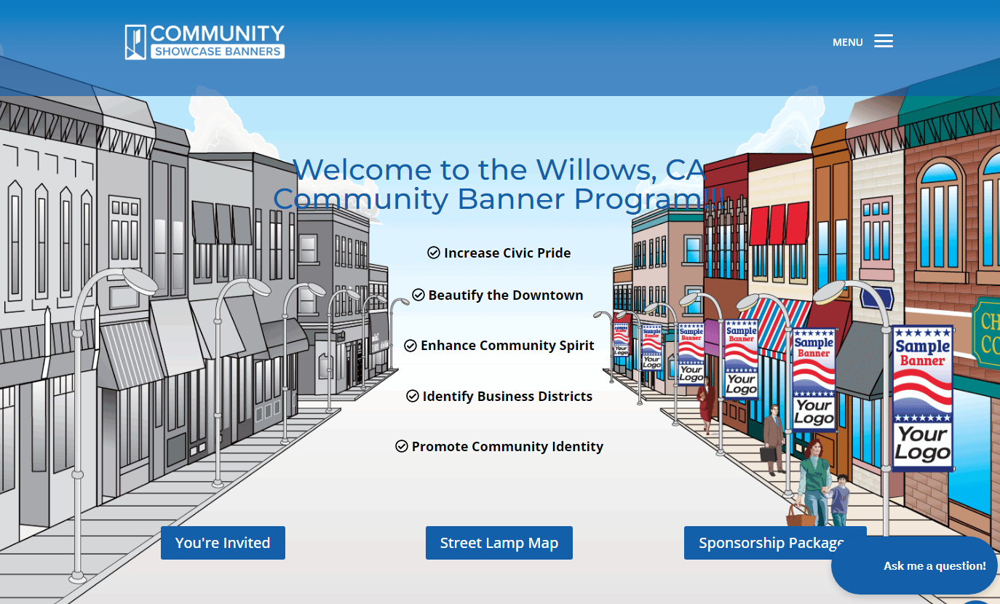 COMMUNITY
SHOWCASE BANNERS
MENU
Welcome to the Willows, CA
Community Banner Program!!!
Increase Civic Pride
Beautify the Downtown
Enhance Community Spirit
Identify Business Districts
Promote Community Identity
Sample
Banner
Your
Logo
Sample
Banner
Your
Logo
Sample
Banner
Your
Logo
Sample
Banner
Your
Logo
Sample
Banner
Your
Logo
Sample
Banner
Your
Logo
CH
CO
You're Invited
Street Lamp Map
Sponsorship Package
Ask me a question!